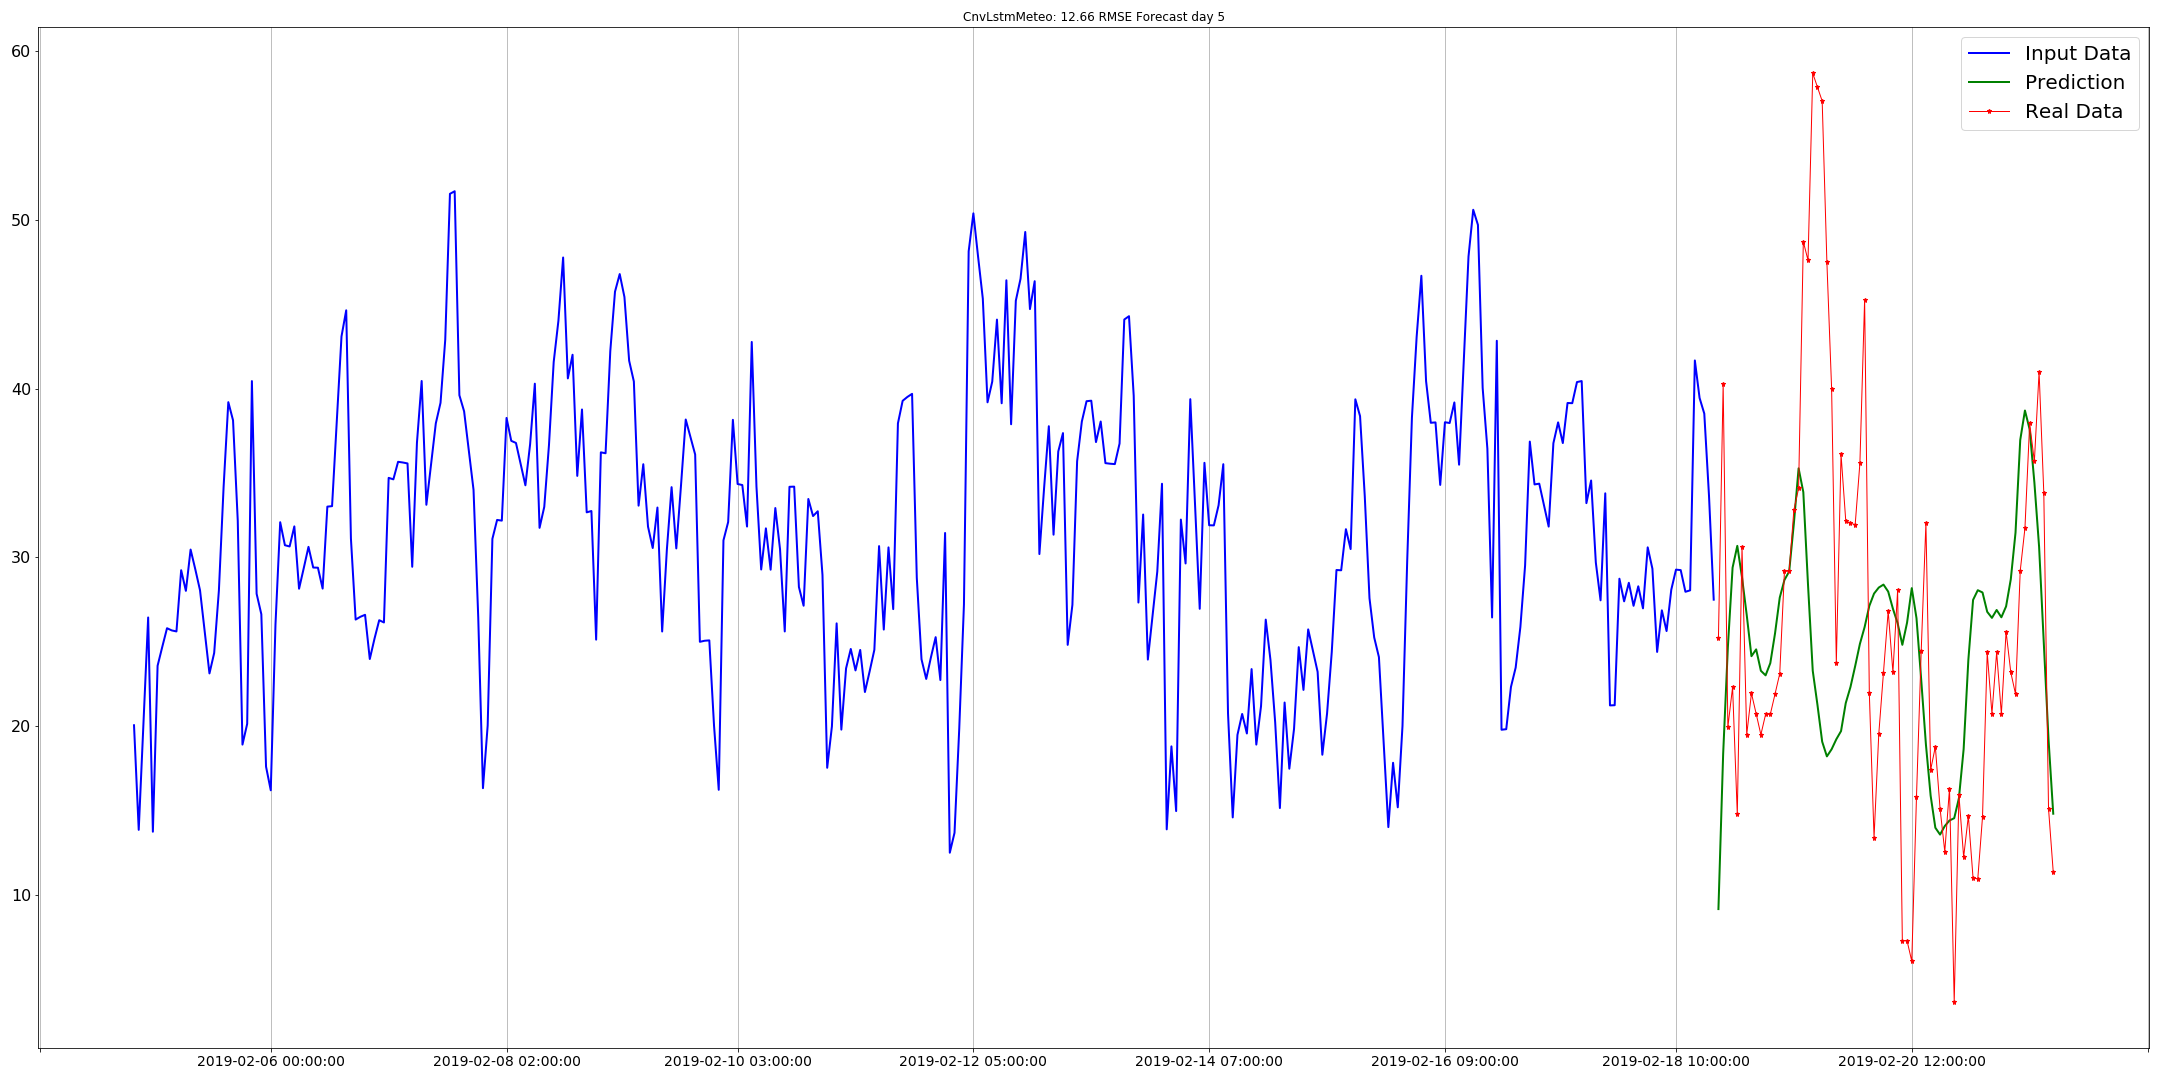 CnvLstmMeteo: 12.66 RMSE Forecast day 5
Input Data
Prediction
Real Data
60
50
40
30
20
10
2019-02-06 00:00:00 2019-02-08 02:00:00 2019-02-10 03:00:00 2019-02-12 05:00:00 2019-02-14 07:00:00 2019-02-16 09:00:00 2019-02-18 10:00:00 2019-02-20 12:00:00